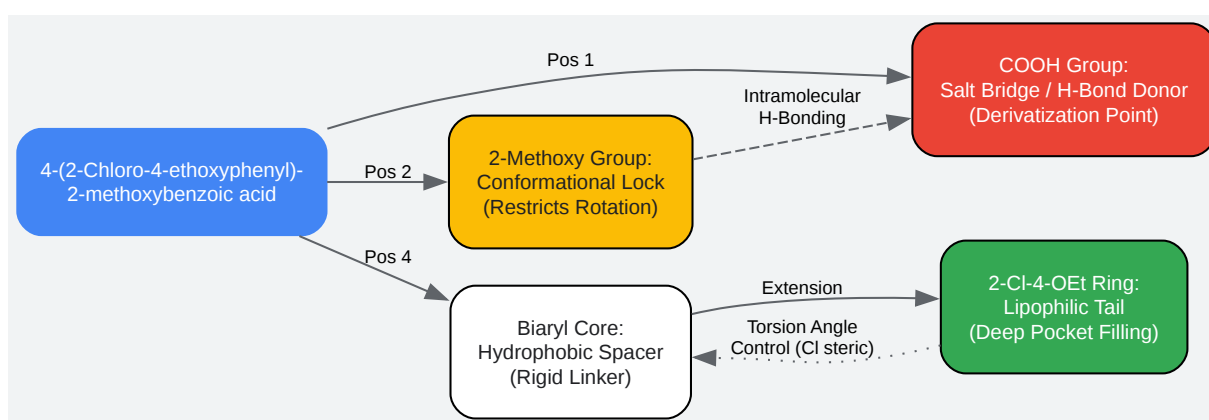 Pos 1
COOH Group:
Salt Bridge / H-Bond Donor
(Derivatization Point)
Intramolecular
H-Bonding
4-(2-Chloro-4-ethoxyphenyl)-
2-methoxybenzoic acid
Pos 2
2-Methoxy Group:
Conformational Lock
(Restricts Rotation)
Pos 4
Biaryl Core:
Hydrophobic Spacer
(Rigid Linker)
Extension
Torsion Angle
Control (Cl steric)
2-Cl-4-OEt Ring:
Lipophilic Tail
(Deep Pocket Filling)